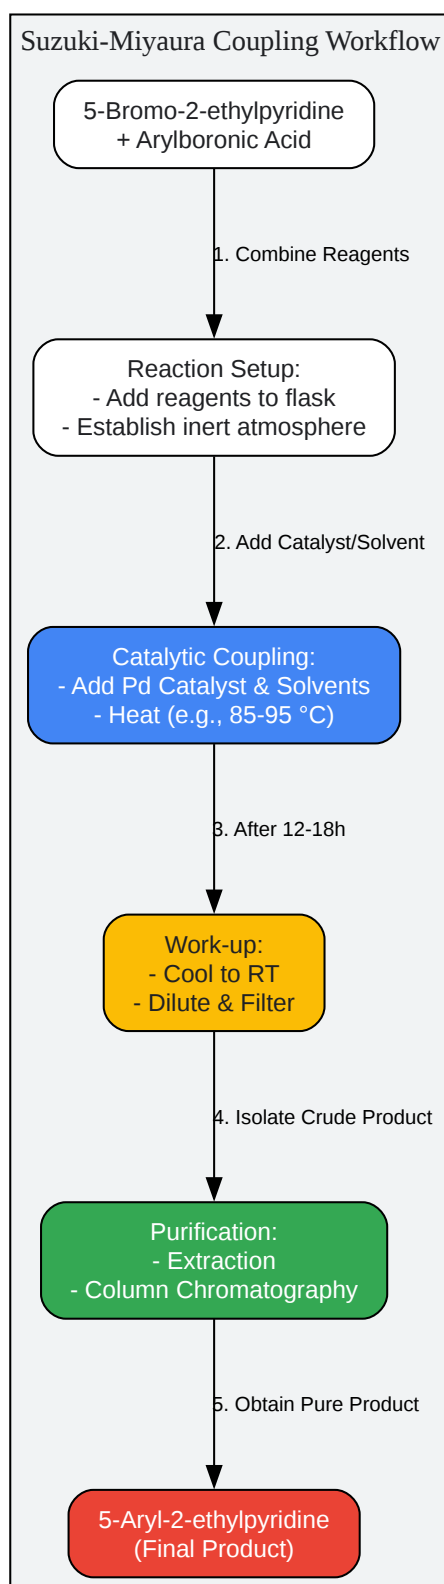 Suzuki-Miyaura Coupling Workflow
5-Bromo-2-ethylpyridine
+ Arylboronic Acid
1. Combine Reagents
Reaction Setup:
- Add reagents to flask
- Establish inert atmosphere
2. Add Catalyst/Solvent
Catalytic Coupling:
- Add Pd Catalyst & Solvents
- Heat (e.g., 85-95 °C)
3. After 12-18h
Work-up:
- Cool to RT
- Dilute & Filter
4. Isolate Crude Product
Purification:
- Extraction
- Column Chromatography
5. Obtain Pure Product
5-Aryl-2-ethylpyridine
(Final Product)